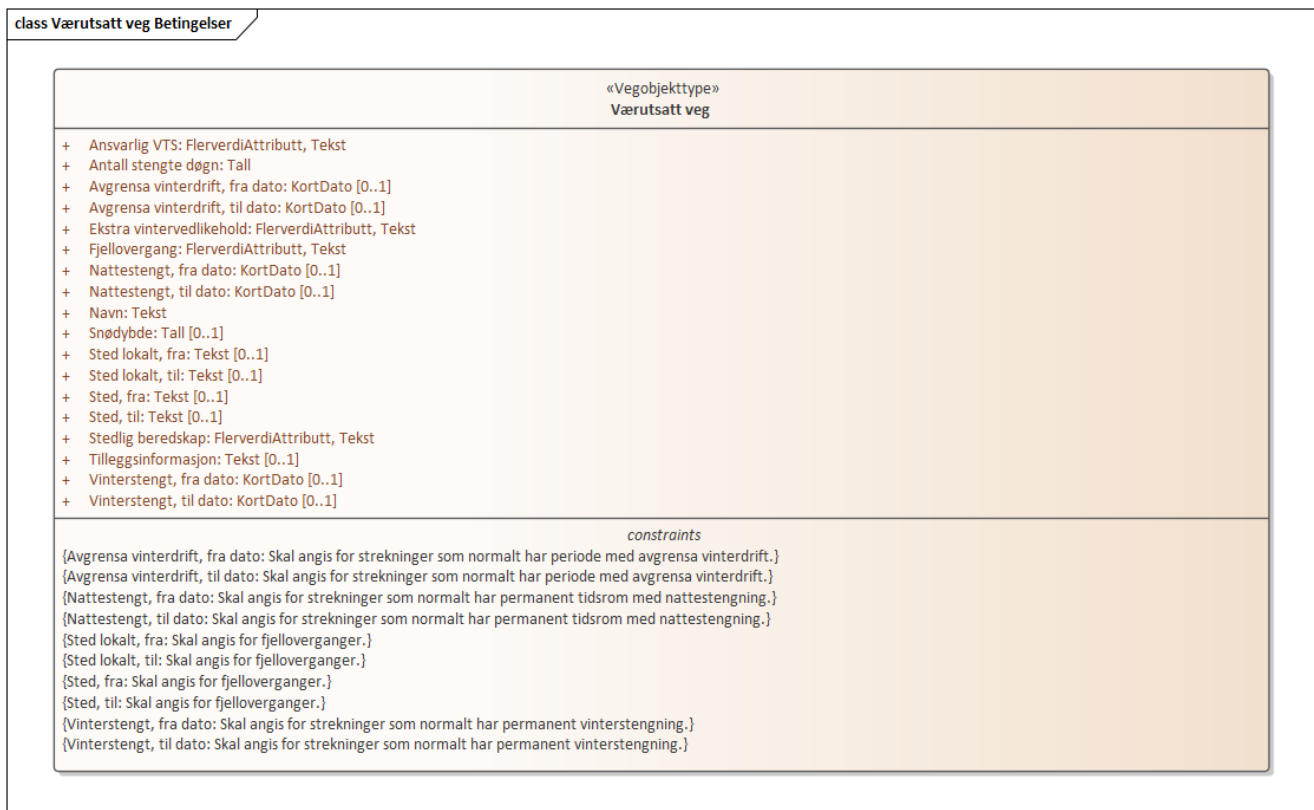 class Værutsatt veg Betingelser
«Vegobjekttype»
Værutsatt veg
+ Ansvarlig VTS: FlerverdiAttributt, Tekst
+ Antall stengte døgn: Tall
+ Avgrensa vinterdrift, fra dato: KortDato [0..1]
+ Avgrensa vinterdrift, til dato: KortDato [0..1]
+ Ekstra vintervedlikehold: FlerverdiAttributt, Tekst
+ Fjellovergang: FlerverdiAttributt, Tekst
+ Nattestengt, fra dato: KortDato [0..1]
+ Nattestengt, til dato: KortDato [0..1]
+ Navn: Tekst
+ Snødybde: Tall [0..1]
+ Sted lokalt, fra: Tekst [0..1]
+ Sted lokalt, til: Tekst [0..1]
+ Sted, fra: Tekst [0..1]
+ Sted, til: Tekst [0..1]
+ Stedlig beredskap: FlerverdiAttributt, Tekst
+ Tilleggsinformasjon: Tekst [0..1]
+ Vinterstengt, fra dato: KortDato [0..1]
+ Vinterstengt, til dato: KortDato [0..1]
constraints
{Avgrensa vinterdrift, fra dato: Skal angis for strekninger som normalt har periode med avgrensa vinterdrift.}
{Avgrensa vinterdrift, til dato: Skal angis for strekninger som normalt har periode med avgrensa vinterdrift.}
{Nattestengt, fra dato: Skal angis for strekninger som normalt har permanent tidsrom med nattestengning.}
{Nattestengt, til dato: Skal angis for strekninger som normalt har permanent tidsrom med nattestengning.}
{Sted lokalt, fra: Skal angis for fjelloverganger.}
{Sted lokalt, til: Skal angis for fjelloverganger.}
{Sted, fra: Skal angis for fjelloverganger.}
{Sted, til: Skal angis for fjelloverganger.}
{Vinterstengt, fra dato: Skal angis for strekninger som normalt har permanent vinterstengning.}
{Vinterstengt, til dato: Skal angis for strekninger som normalt har permanent vinterstengning.}